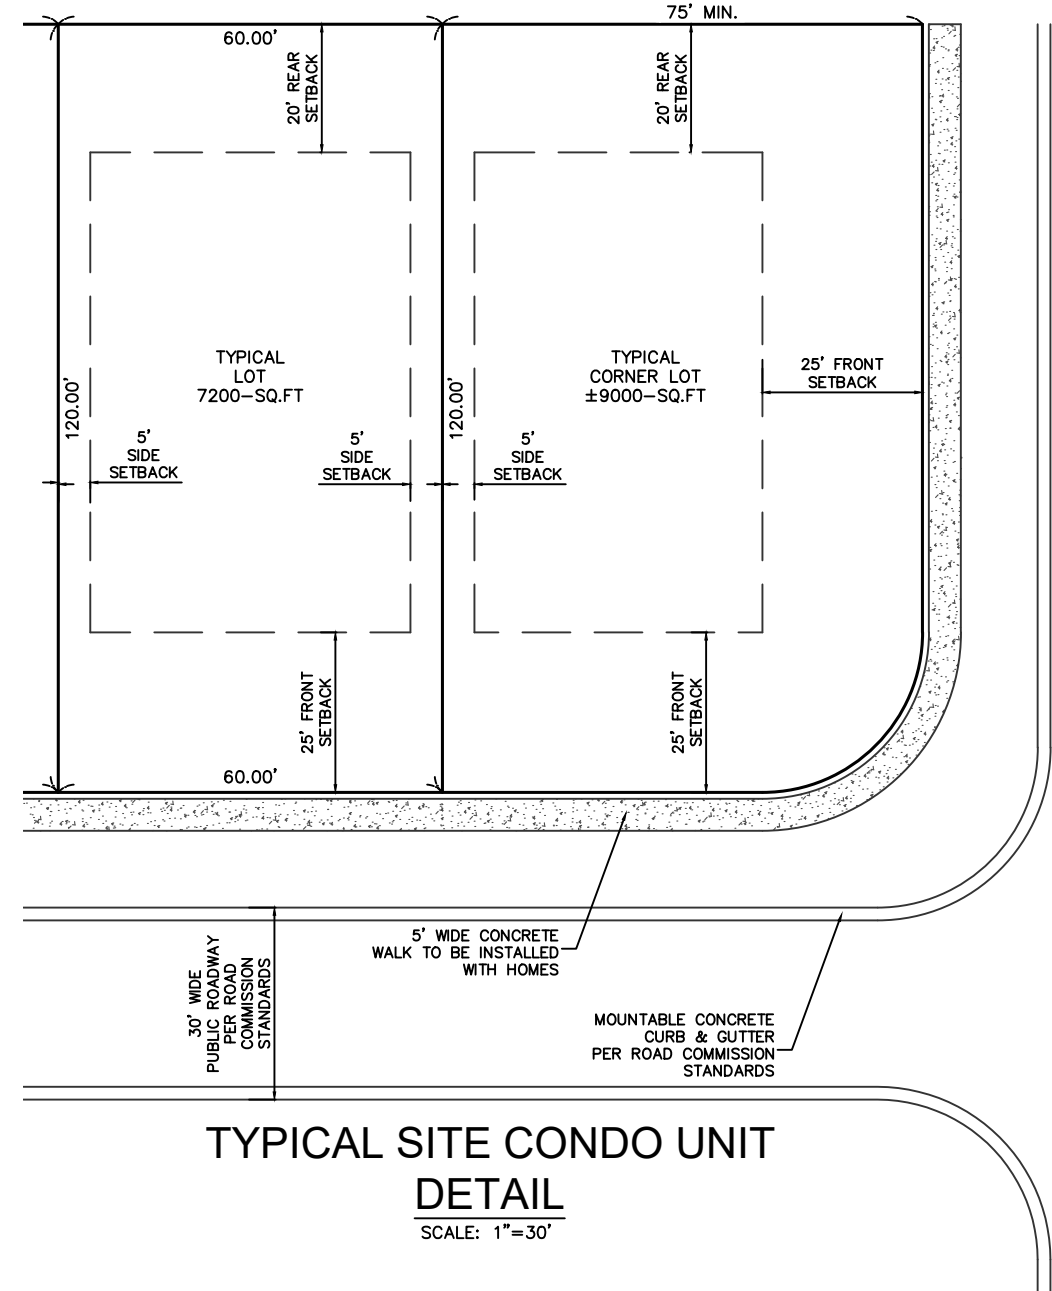 75' MIN.
60.00'
20' REAR
SETBACK
20' REAR
SETBACK
TYPICAL
LOT
7200-SQ.FT
TYPICAL
CORNER LOT
±9000-SQ.FT
25' FRONT
SETBACK
120.00'
120.00'
5'
SIDE
SETBACK
5'
SIDE
SETBACK
5'
SIDE
SETBACK
25' FRONT
SETBACK
25' FRONT
SETBACK
60.00'
5' WIDE CONCRETE
WALK TO BE INSTALLED
WITH HOMES
30' WIDE
PUBLIC ROADWAY
PER ROAD
COMMISSION
STANDARDS
MOUNTABLE CONCRETE
CURB & GUTTER
PER ROAD COMMISSION
STANDARDS
TYPICAL SITE CONDO UNIT
DETAIL
SCALE: 1"=30'